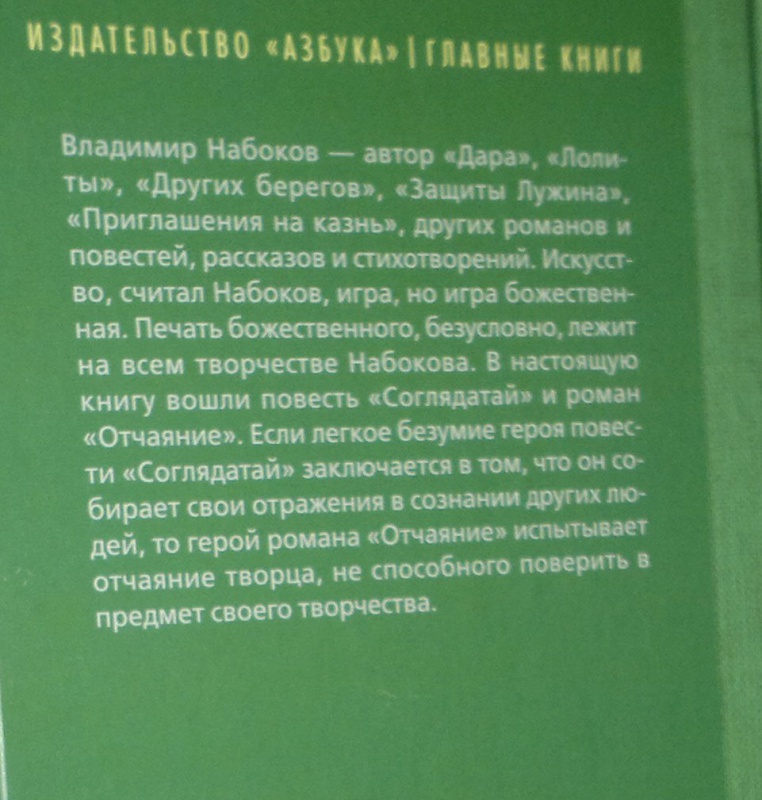 ИЗДАТЕЛЬСТВО «АЗБУКА» | ГЛАВНЫЕ КНИГИ
Владимир Набоков — автор «Дара», «Лоли-
ты», «Других берегов», «Защиты Лужина»,
«Приглашения на казнь», других романов и
повестей, рассказов и стихотворений. Искусст-
во, считал Набоков, игра, но игра божествен-
ная. Печать божественного, безусловно, лежит
на всем творчестве Набокова. В настоящую
книгу вошли повесть «Соглядатай» и роман
«Отчаяние». Если легкое безумие героя повес-
ти «Соглядатай» заключается в том, что он со-
бирает свои отражения в сознании других лю-
дей, то герой романа «Отчаяние» испытывает
отчаяние творца, не способного поверить в
предмет своего творчества.